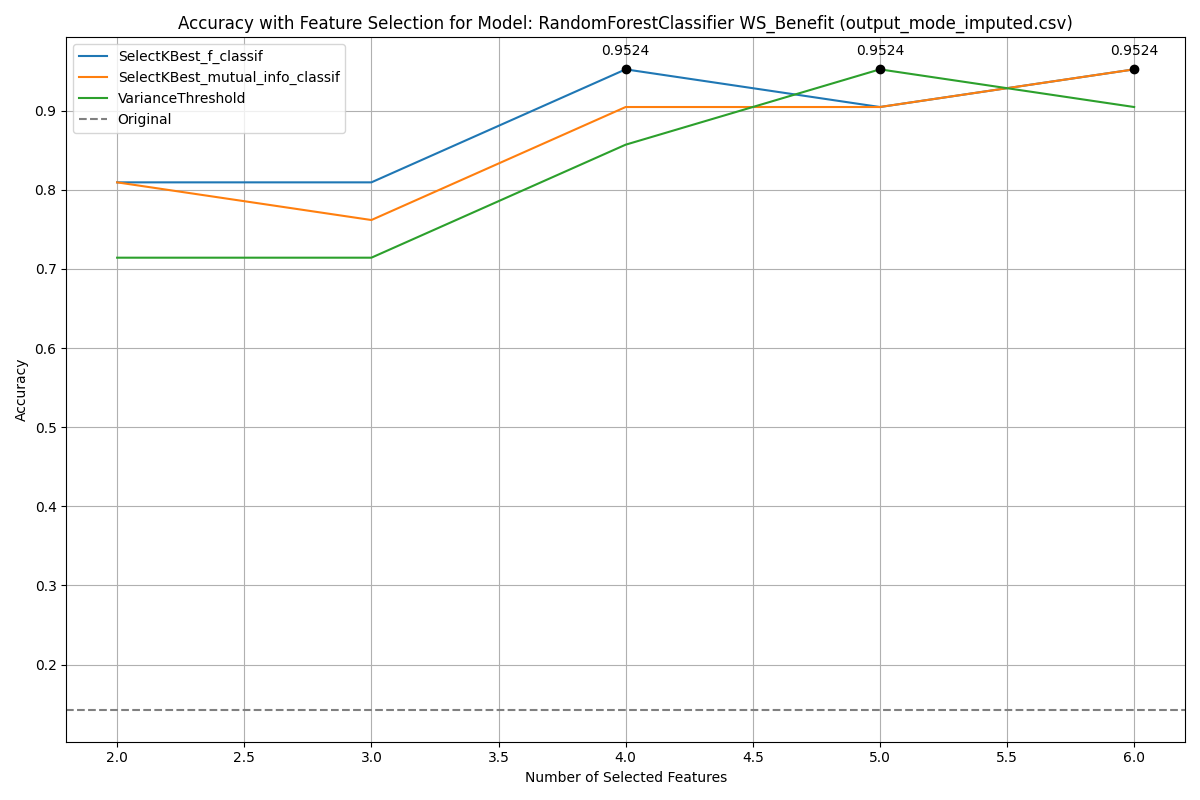 Accuracy with Feature Selection for Model: RandomForestClassifier WS_Benefit (output_mode_imputed.csv)
SelectKBest_f_classif
SelectKBest_mutual_info_classif
VarianceThreshold
Original
0.9524
0.9524
0.9524
0.9
0.8
0.7
0.6
0.5
0.4
0.3
0.2
Accuracy
2.0
2.5
3.0
3.5
4.0
4.5
5.0
5.5
6.0
Number of Selected Features